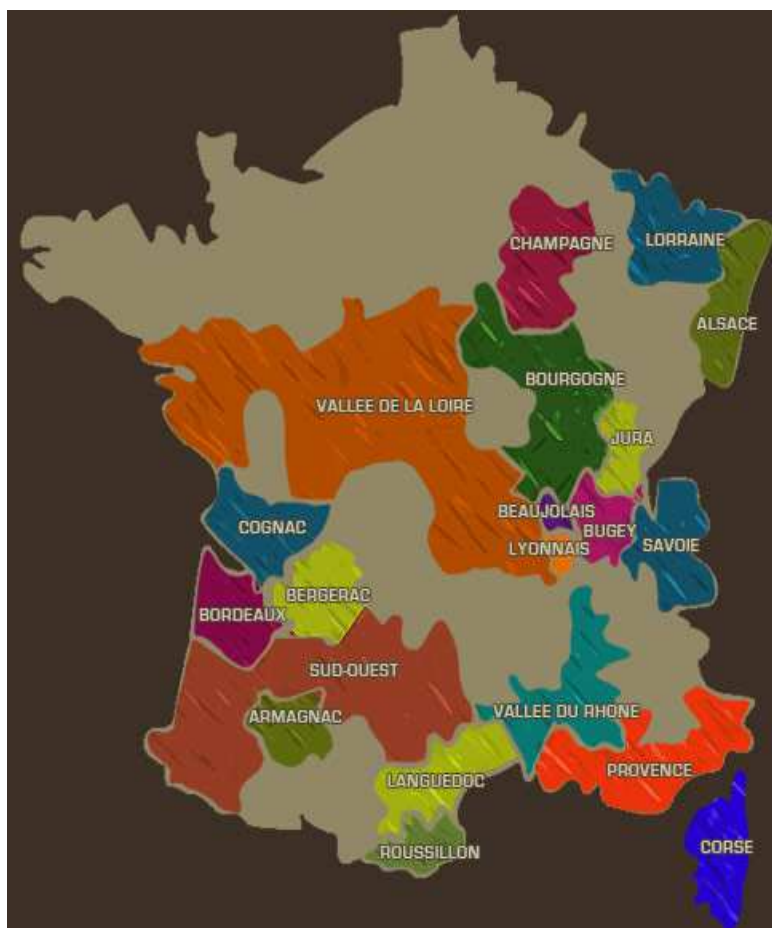 CHAMPAGNE
LORRAINE
ALSACE
BOURGOGNE
VALLEE DE LA LOIRE
JURA
BEAUJOLAIS
COGNAC
BUGEY
LYONNAIS
SAVOIE
BERGERAC
BORDEAUX
SUD-OUEST
VALLEE DU RHONE
ARMAGNAC
PROVENCE
LANGUEDOC
CORSE
ROUSSILLON